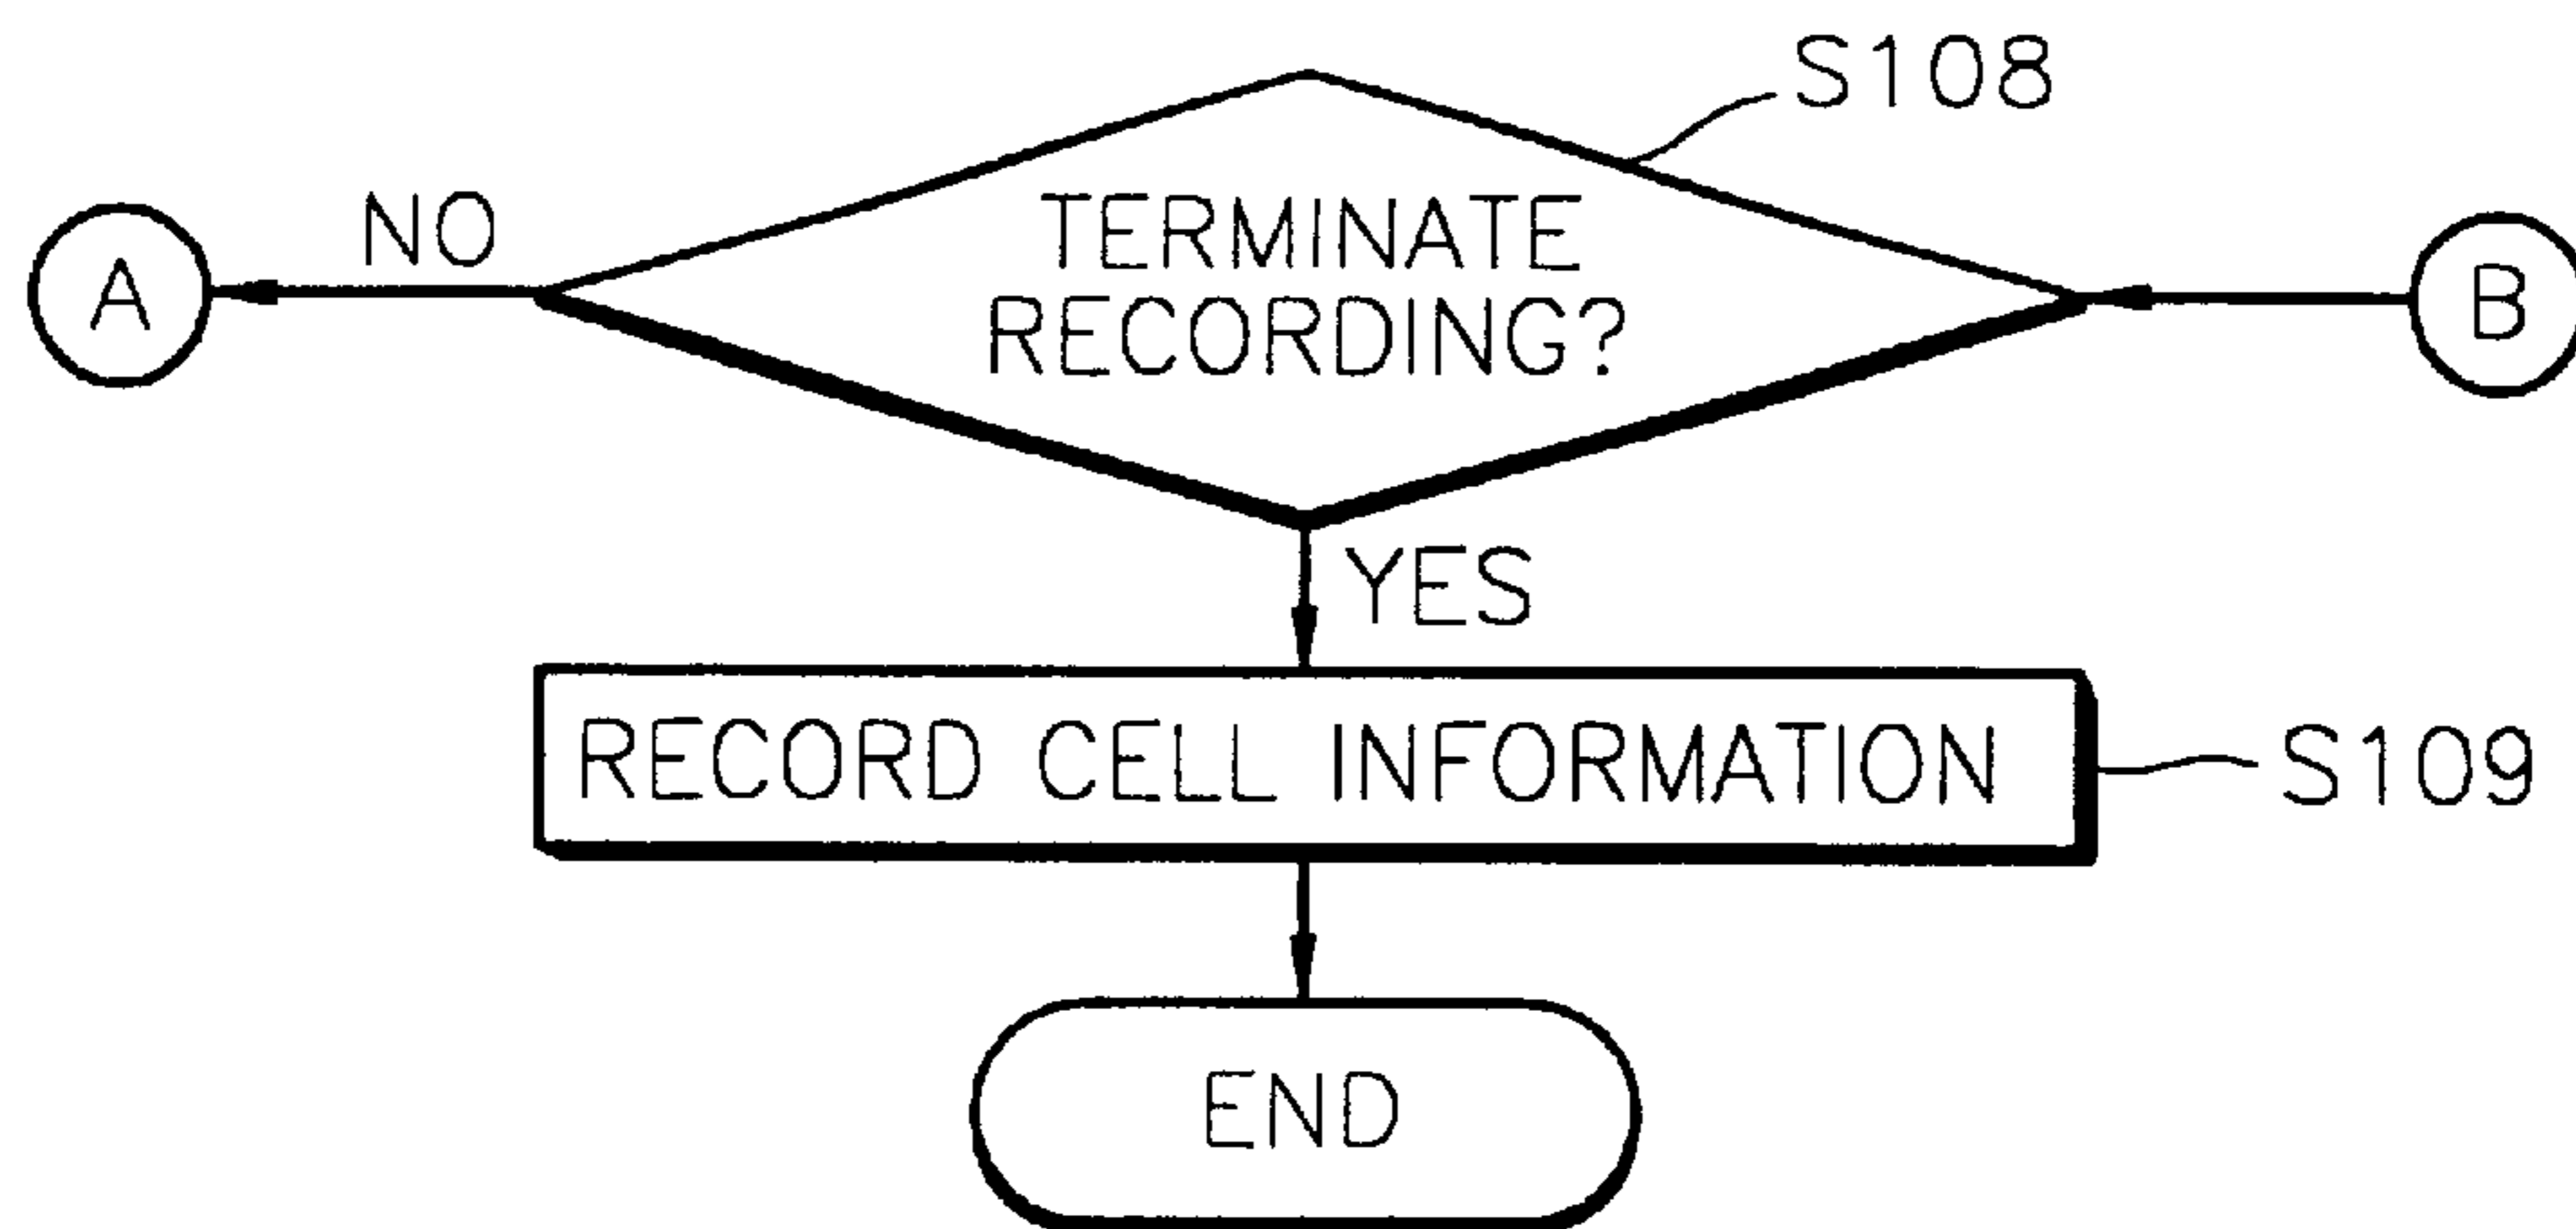 S108
NO
TERMINATE
RECORDING?
A
B
YES
RECORD CELL INFORMATION
S109
END